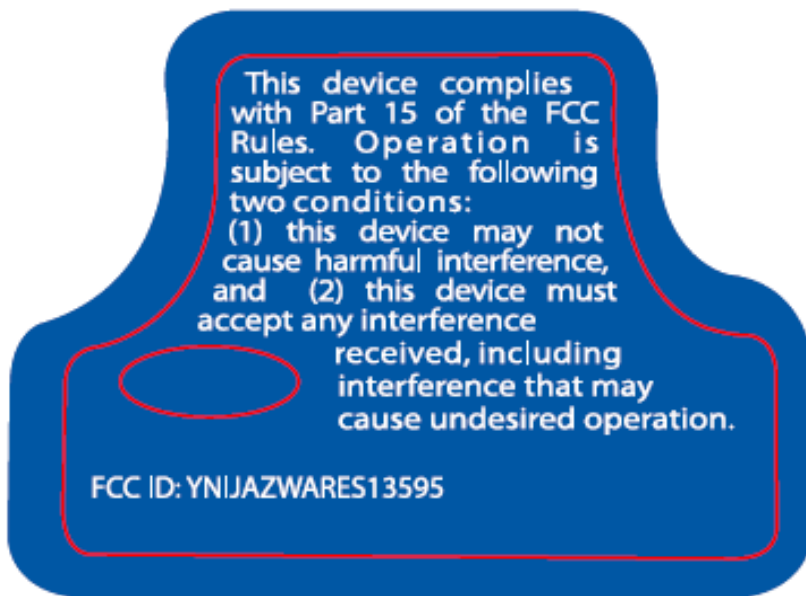 This device complies
with Part 15 of the FCC
Rules. Operation is
subject to the following
two conditions:
(1) this device may not
cause harmful interference,
and (2) this device must
accept any interference
received, including
interference that may
cause undesired operation.
FCC ID: YNIJAZWARES13595